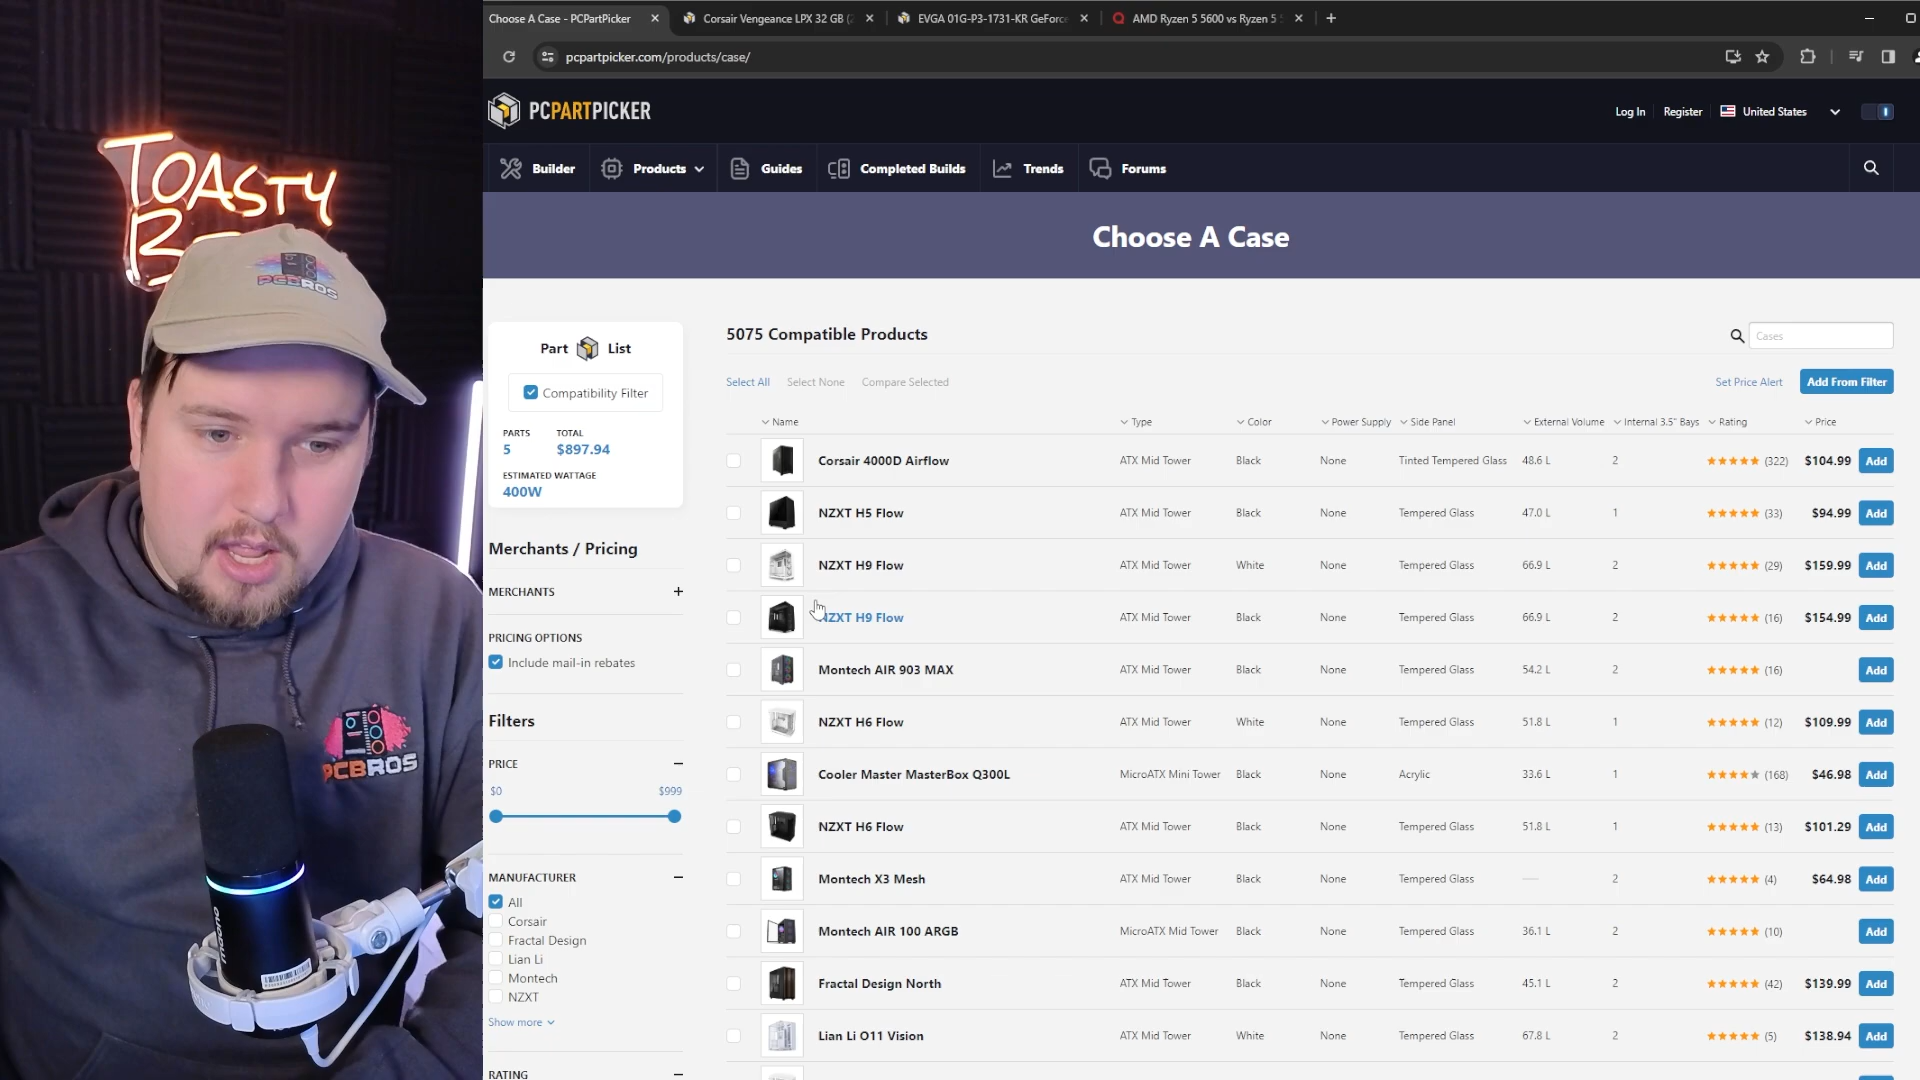 TOASTY
PCBROS
PCBROS
Choose A Case - PCPartPicker
Corsair Vengeance LPX 32 GB (
EVGA 01G-P3-1731-KR GeForc
AMD Ryzen 5 5600 vs Ryzen 5
pcpartpicker.com/products/case/
PCPARTPICKER
Log In Register United States
Builder Products Guides Completed Builds Trends Forums
Choose A Case
Part List
Compatibility Filter
PARTS TOTAL
5 $897.94
ESTIMATED WATTAGE
400W
Merchants / Pricing
MERCHANTS
PRICING OPTIONS
Include mail-in rebates
Filters
PRICE
$0 $999
MANUFACTURER
All
Corsair
Fractal Design
Lian Li
Montech
NZXT
Show more
RATING
5075 Compatible Products
Cases
Select All Select None Compare Selected Set Price Alert Add From Filter
Name Type Color Power Supply Side Panel External Volume Internal 3.5" Bays Rating Price
Corsair 4000D Airflow ATX Mid Tower Black None Tinted Tempered Glass 48.6 L 2 (322) $104.99 Add
NZXT H5 Flow ATX Mid Tower Black None Tempered Glass 47.0 L 1 (33) $94.99 Add
NZXT H9 Flow ATX Mid Tower White None Tempered Glass 66.9 L 2 (29) $159.99 Add
NZXT H9 Flow ATX Mid Tower Black None Tempered Glass 66.9 L 2 (16) $154.99 Add
Montech AIR 903 MAX ATX Mid Tower Black None Tempered Glass 54.2 L 2 (16) Add
NZXT H6 Flow ATX Mid Tower White None Tempered Glass 51.8 L 1 (12) $109.99 Add
Cooler Master MasterBox Q300L MicroATX Mini Tower Black None Acrylic 33.6 L 1 (168) $46.98 Add
NZXT H6 Flow ATX Mid Tower Black None Tempered Glass 51.8 L 1 (13) $101.29 Add
Montech X3 Mesh ATX Mid Tower Black None Tempered Glass — 2 (4) $64.98 Add
Montech AIR 100 ARGB MicroATX Mid Tower Black None Tempered Glass 36.1 L 2 (10) Add
Fractal Design North ATX Mid Tower Black None Tempered Glass 45.1 L 2 (42) $139.99 Add
Lian Li O11 Vision ATX Mid Tower White None Tempered Glass 67.8 L 2 (5) $138.94 Add